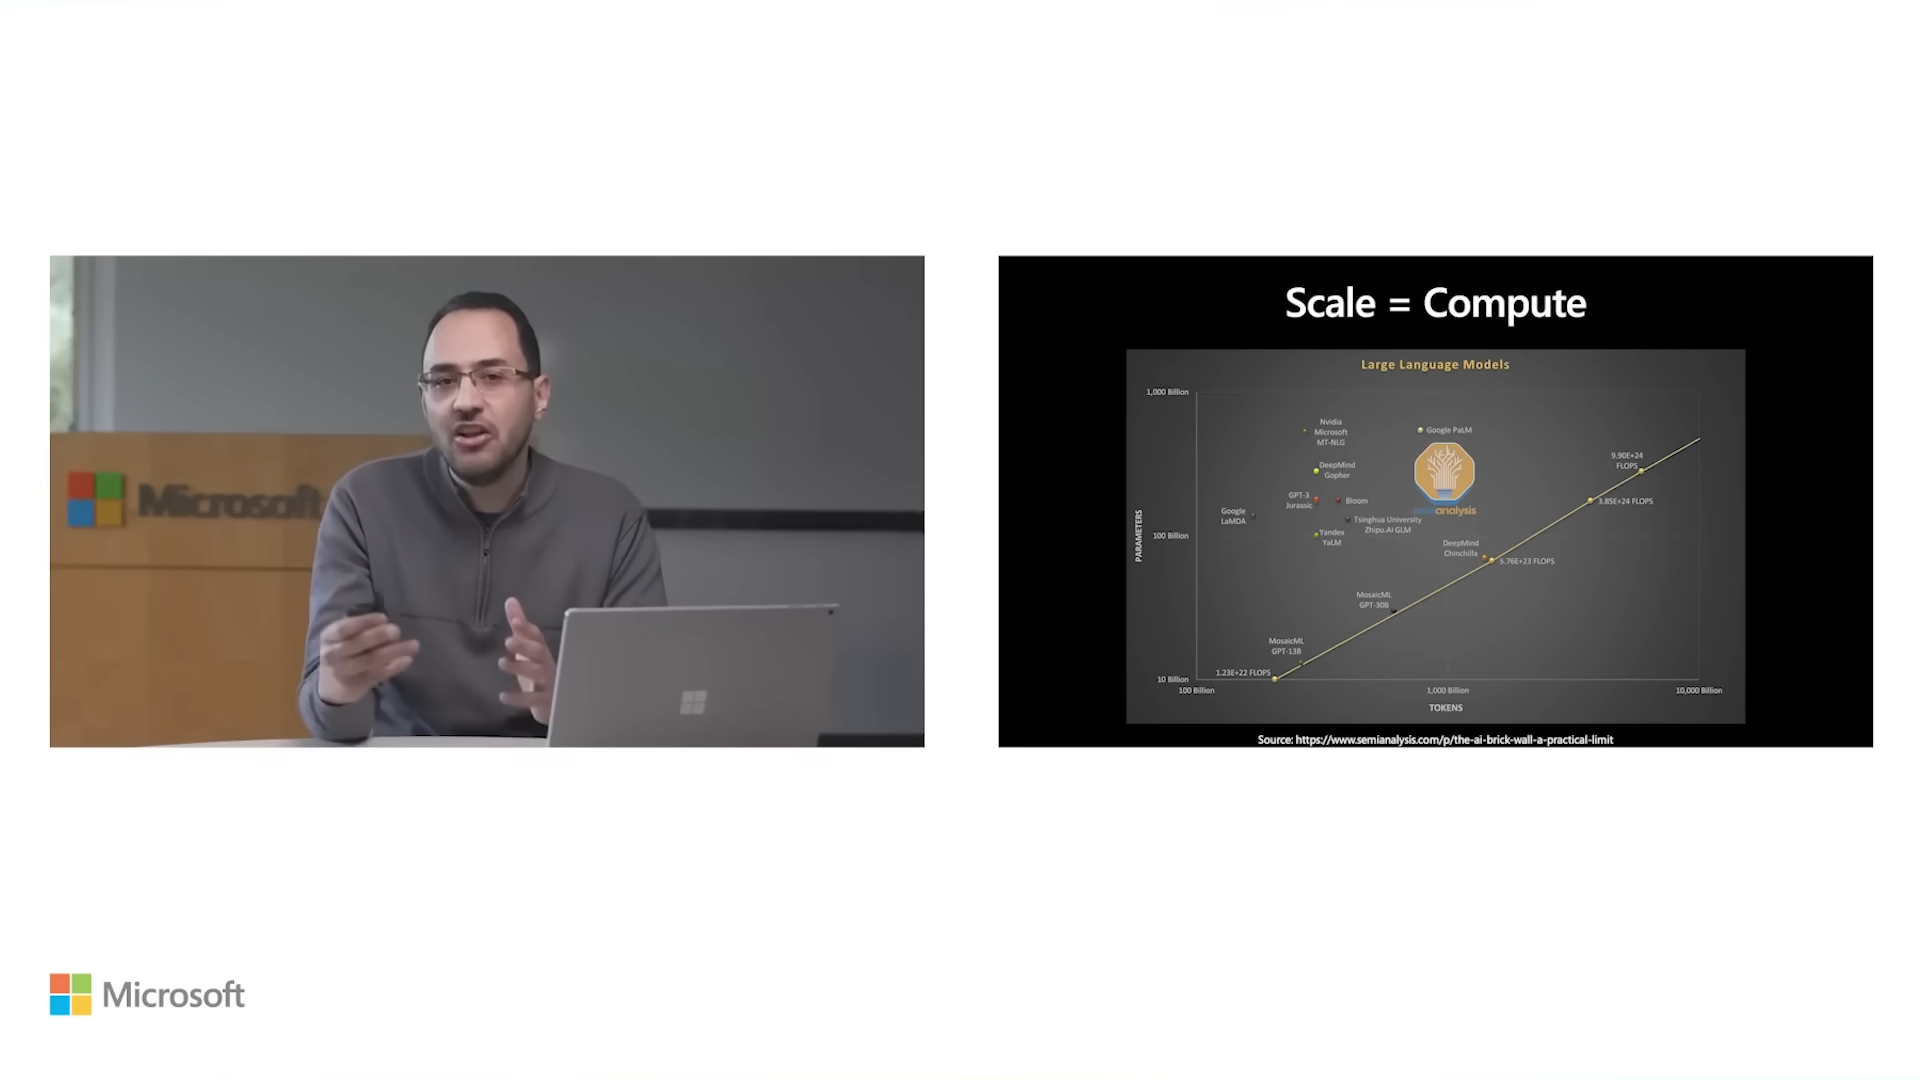 Microsoft
Scale = Compute
Large Language Models
1,000 Billion
Nvidia
Microsoft
MT-NLG
Google PaLM
DeepMind
Gopher
9.90E+24
FLOPS
GPT-3
Jurassic
Bloom
3.85E+24 FLOPS
analysis
Google
LaMDA
Tsinghua University
Zhipu.AI GLM
PARAMETERS
100 Billion
Yandex
YaLM
DeepMind
Chinchilla
5.76E+23 FLOPS
MosaicML
GPT-30B
MosaicML
GPT-13B
1.23E+22 FLOPS
10 Billion
100 Billion
1,000 Billion
10,000 Billion
TOKENS
Source: https://www.semianalysis.com/p/the-ai-brick-wall-a-practical-limit
Microsoft